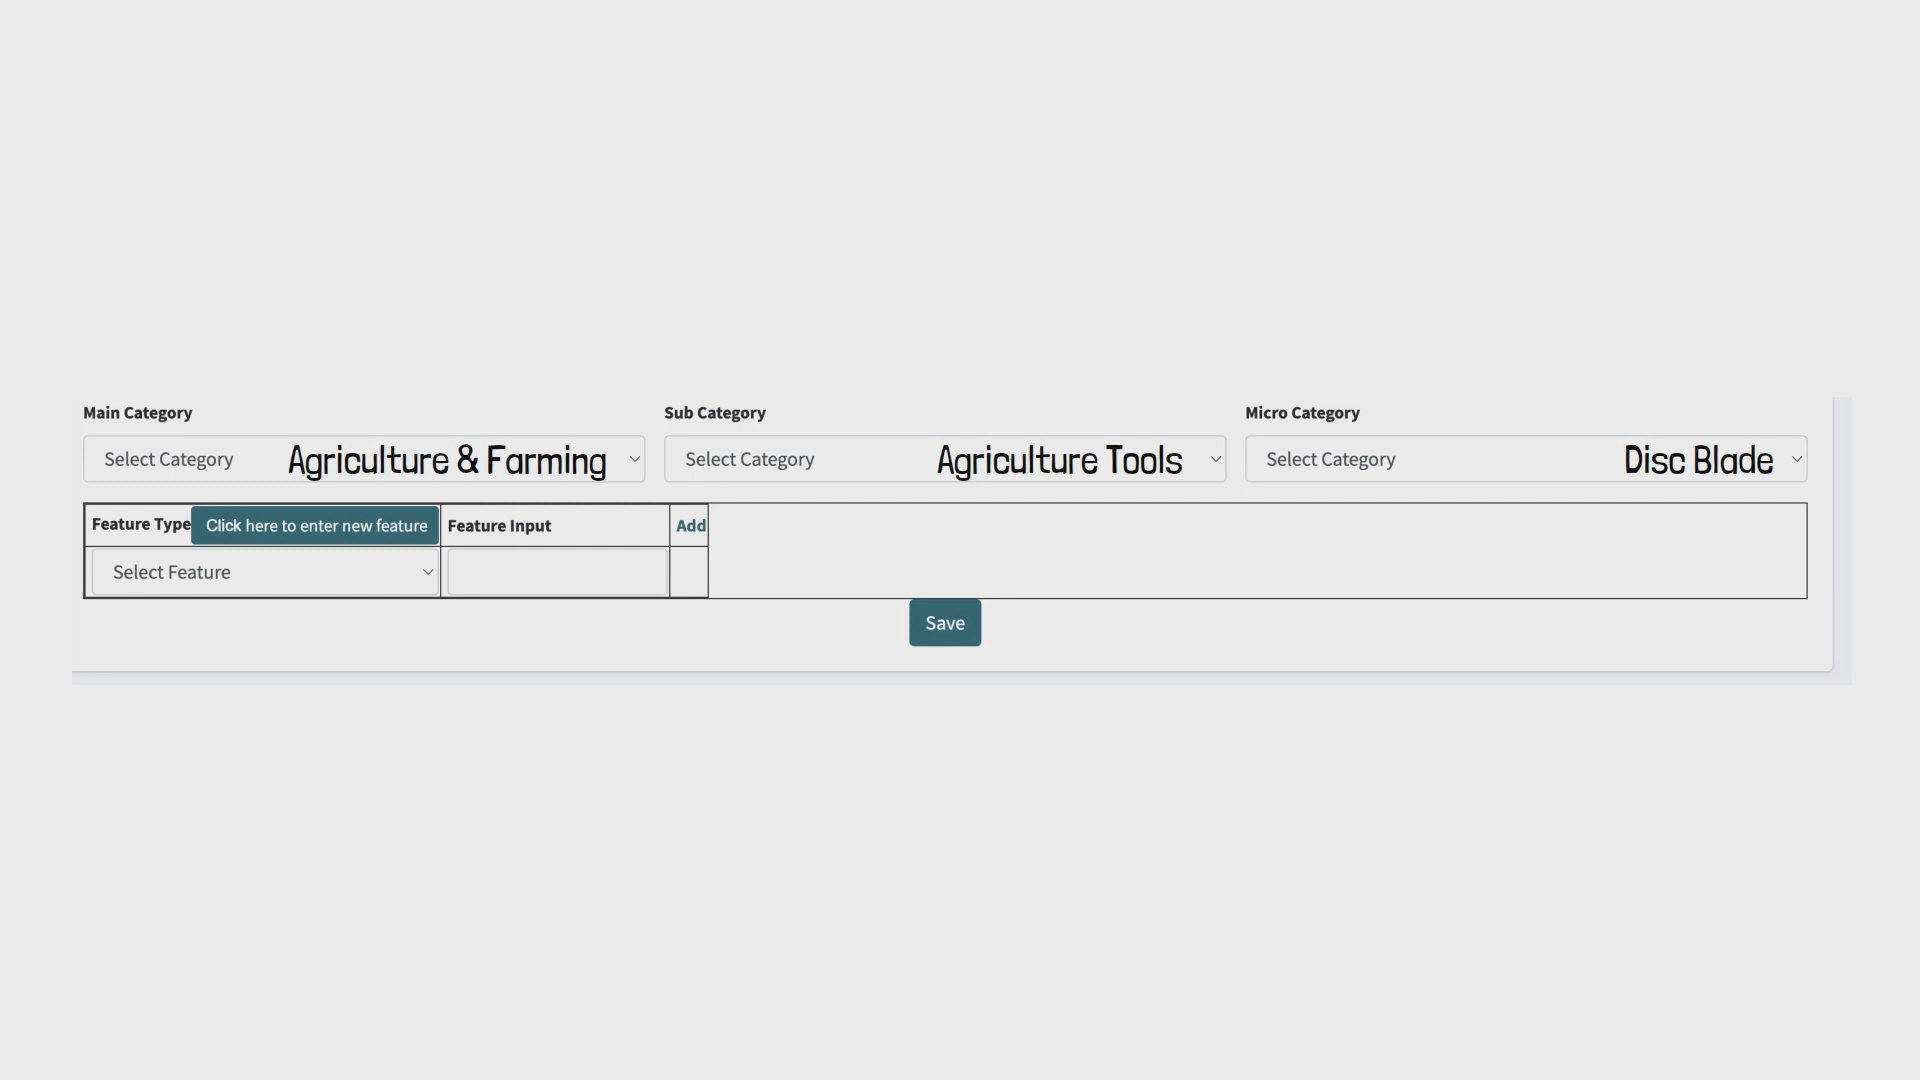 Main Category Sub Category Micro Category
Select Category Agriculture & Farming Select Category Agriculture Tools Select Category Disc Blade
Feature Type Click here to enter new feature Feature Input Add
Select Feature
Save